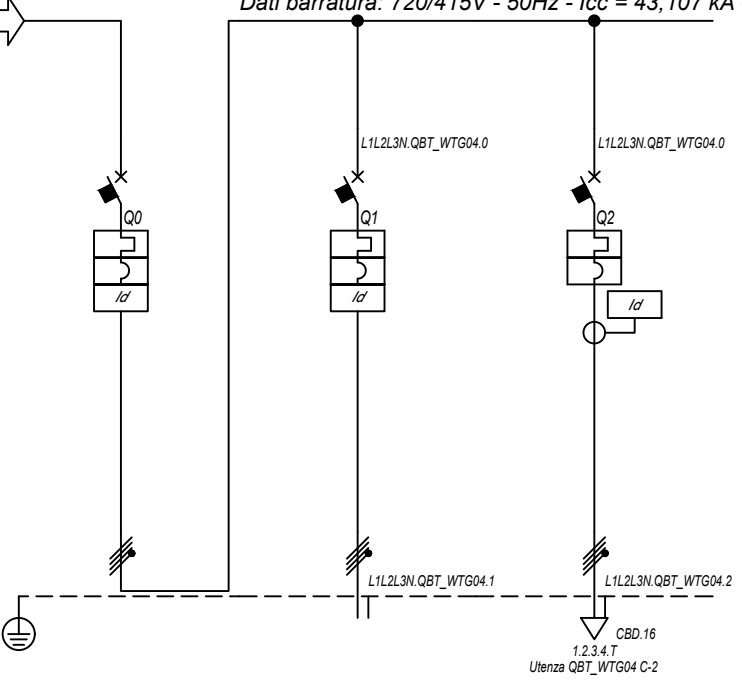 Dati barratura: 720/415V - 50Hz - Icc = 43,107 kA
L1L2L3N.QBT_WTG04.0
L1L2L3N.QBT_WTG04.0
Q0
Q1
Q2
Id
Id
Id
L1L2L3N.QBT_WTG04.1
L1L2L3N.QBT_WTG04.2
CBD.16
1.2.3.4.T
Utenza QBT_WTG04 C-2